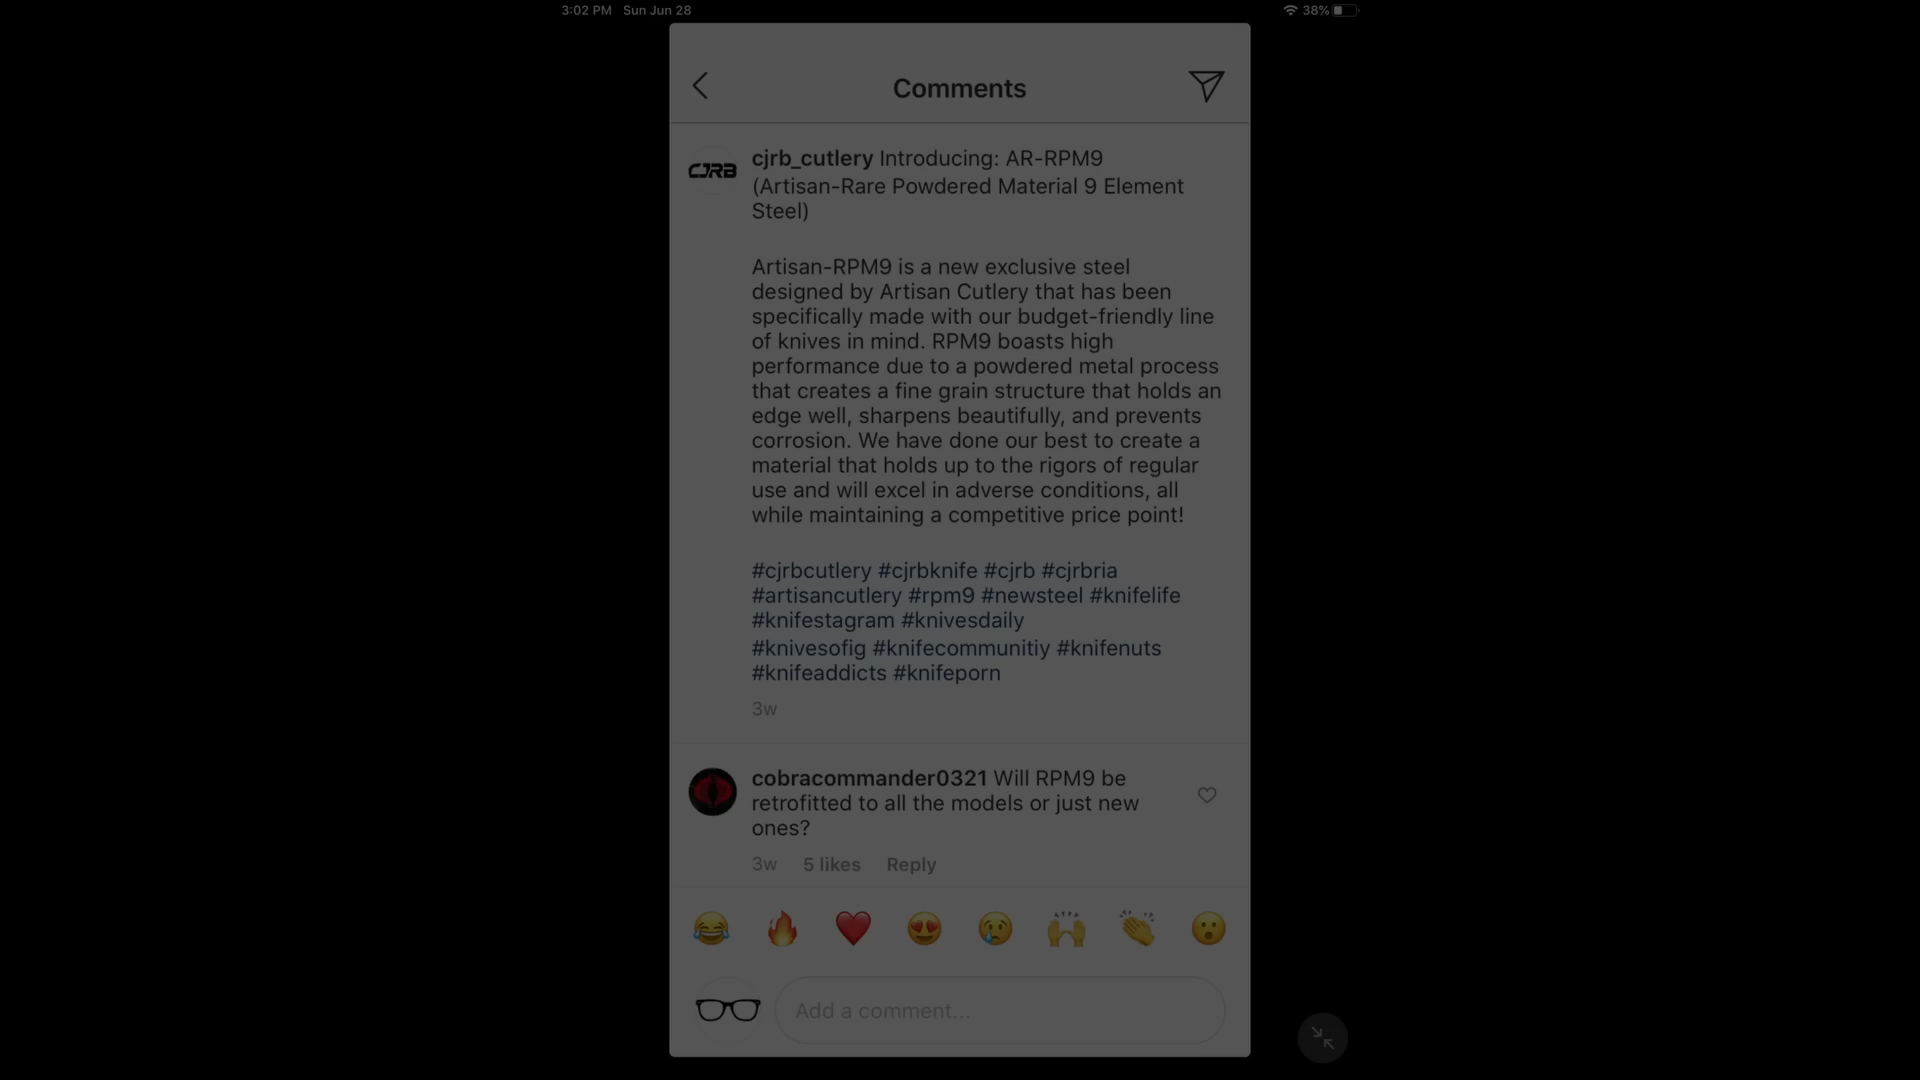 3:02 PM Sun Jun 28
38%
Comments
CJRB
cjrb_cutlery Introducing: AR-RPM9
(Artisan-Rare Powdered Material 9 Element
Steel)
Artisan-RPM9 is a new exclusive steel
designed by Artisan Cutlery that has been
specifically made with our budget-friendly line
of knives in mind. RPM9 boasts high
performance due to a powdered metal process
that creates a fine grain structure that holds an
edge well, sharpens beautifully, and prevents
corrosion. We have done our best to create a
material that holds up to the rigors of regular
use and will excel in adverse conditions, all
while maintaining a competitive price point!
#cjrbcutlery #cjrbknife #cjrb #cjrbria
#artisancutlery #rpm9 #newsteel #knifelife
#knifestagram #knivesdaily
#knivesofig #knifecommunitiy #knifenuts
#knifeaddicts #knifeporn
3w
cobracommander0321 Will RPM9 be
retrofitted to all the models or just new
ones?
3w 5 likes Reply
Add a comment...